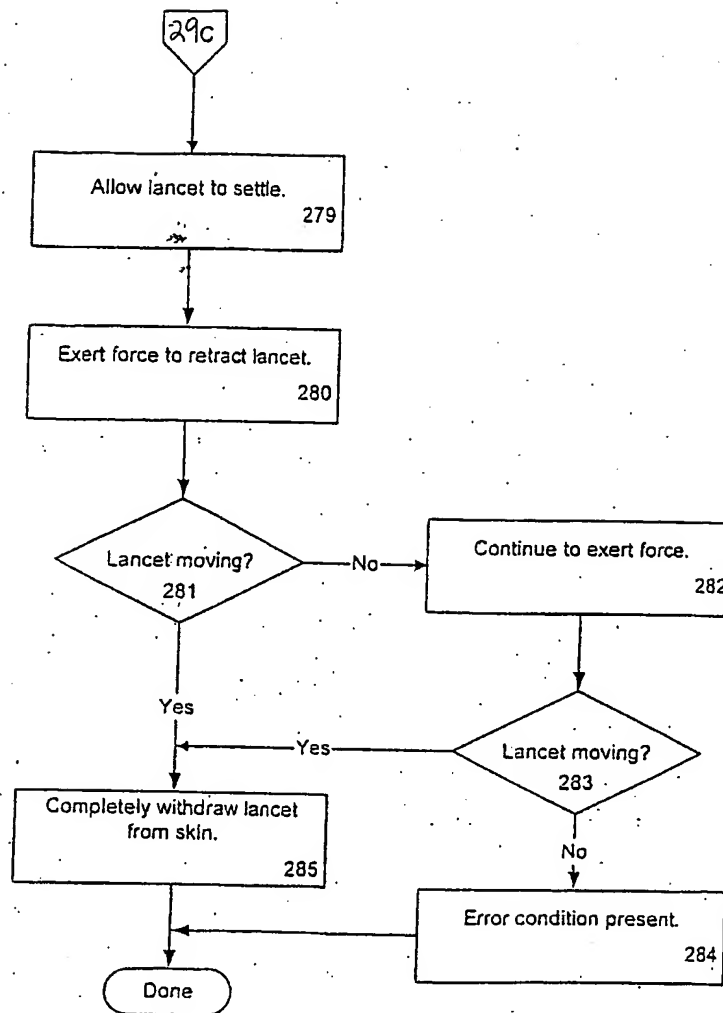 29c
Allow lancet to settle.
279
Exert force to retract lancet.
280
Lancet moving?
281
No
Continue to exert force.
282
Yes
Lancet moving?
283
Yes
No
Completely withdraw lancet
from skin.
285
Error condition present.
284
Done